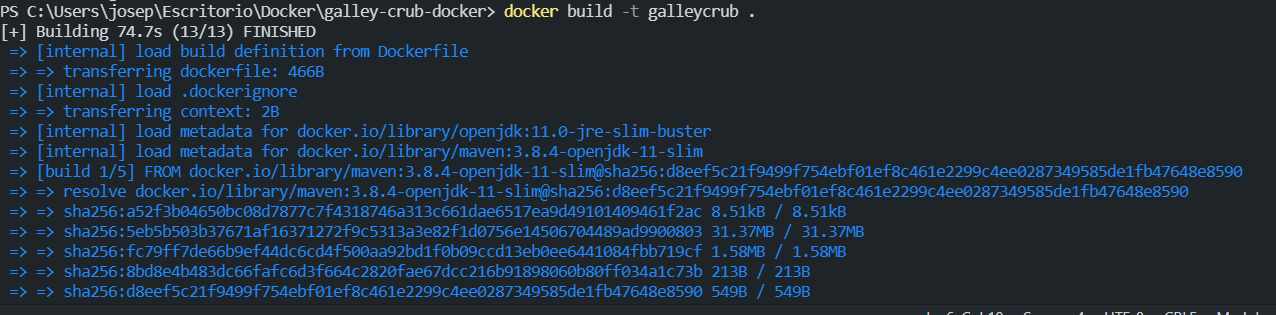 PS C:\Users\josep\Escritorio\Docker\galley-crub-docker> docker build -t galleycrub .
[+] Building 74.7s (13/13) FINISHED
=> [internal] load build definition from Dockerfile
=> => transferring dockerfile: 466B
=> [internal] load .dockerignore
=> => transferring context: 2B
=> [internal] load metadata for docker.io/library/openjdk:11.0-jre-slim-buster
=> [internal] load metadata for docker.io/library/maven:3.8.4-openjdk-11-slim
=> [build 1/5] FROM docker.io/library/maven:3.8.4-openjdk-11-slim@sha256:d8eef5c21f9499f754ebf01ef8c461e2299c4ee0287349585de1fb47648e8590
=> => resolve docker.io/library/maven:3.8.4-openjdk-11-slim@sha256:d8eef5c21f9499f754ebf01ef8c461e2299c4ee0287349585de1fb47648e8590
=> => sha256:a52f3b04650bc08d7877c7f4318746a313c661dae6517ea9d49101409461f2ac 8.51kB / 8.51kB
=> => sha256:5eb5b503b37671af16371272f9c5313a3e82f1d0756e14506704489ad9900803 31.37MB / 31.37MB
=> => sha256:fc79ff7de66b9ef44dc6cd4f500aa92bd1f0b09ccd13eb0ee6441084fbb719cf 1.58MB / 1.58MB
=> => sha256:8bd8e4b483dc66fafc6d3f664c2820fae67dcc216b91898060b80ff034a1c73b 213B / 213B
=> => sha256:d8eef5c21f9499f754ebf01ef8c461e2299c4ee0287349585de1fb47648e8590 549B / 549B